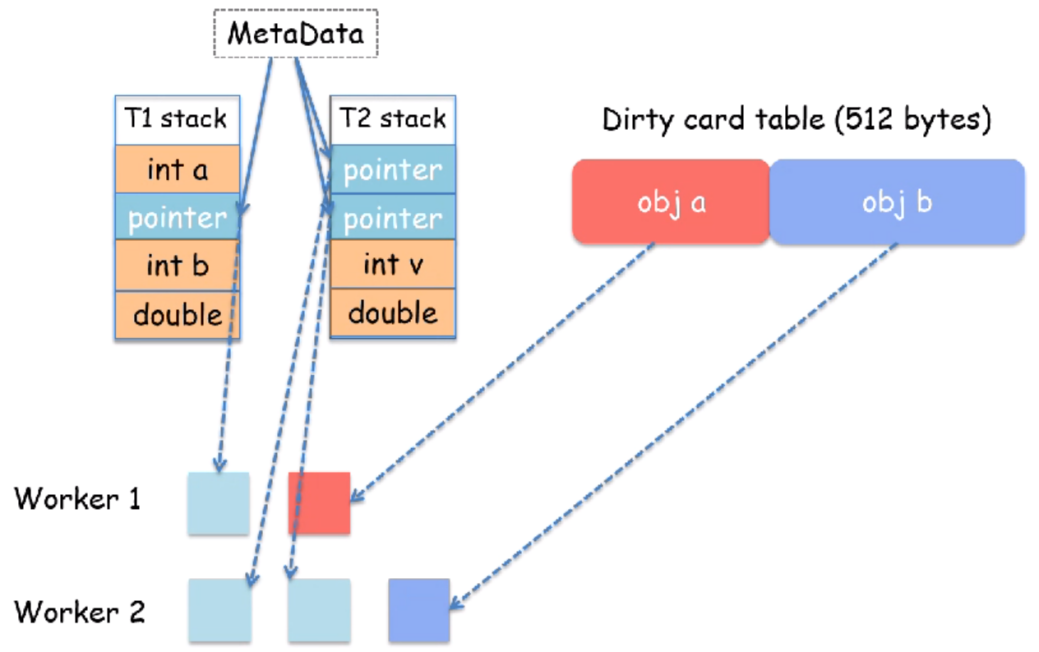 MetaData
T1 stack
int a
pointer
int b
double
T2 stack
pointer
pointer
int v
double
Dirty card table (512 bytes)
obj a
obj b
Worker 1
Worker 2